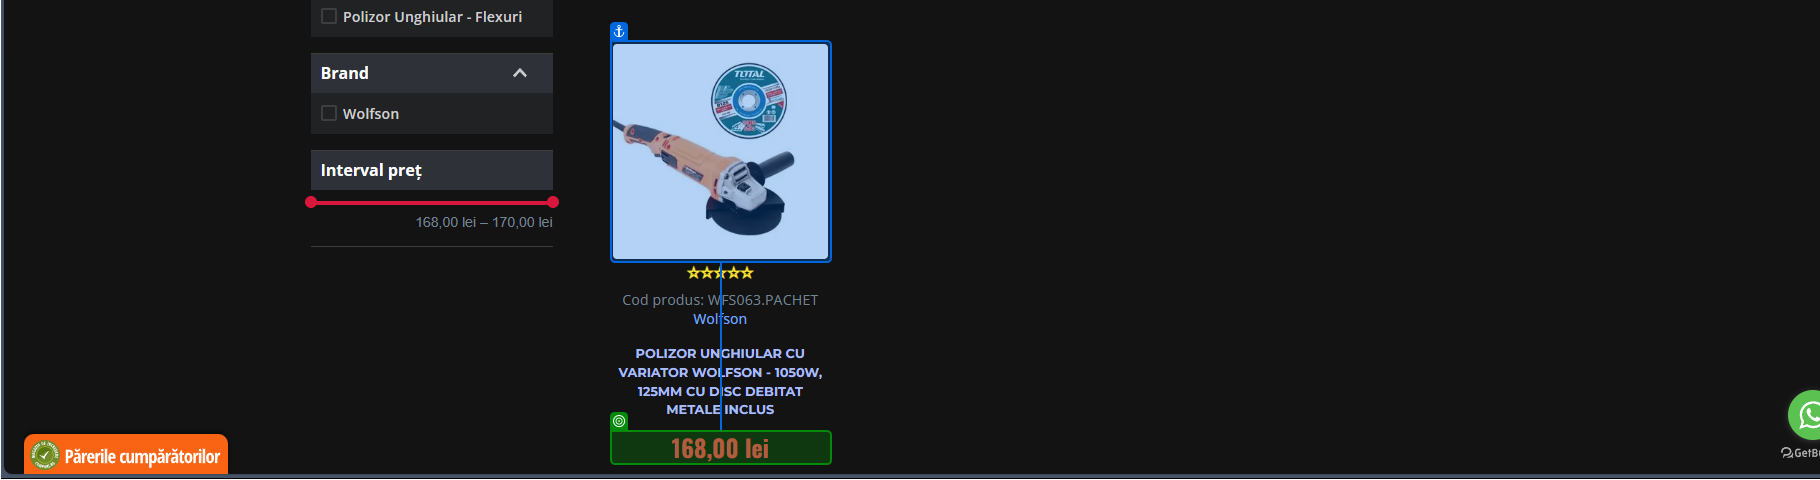 Polizor Unghiular - Flexuri
Brand
Wolfson
Interval preț
168,00 lei – 170,00 lei
TOTAL
Cod produs: WFS063.PACHET
Wolfson
POLIZOR UNGHIULAR CU
VARIATOR WOLFSON - 1050W,
125MM CU DISC DEBITAT
METALE INCLUS
168,00 lei
Părerile cumpărătorilor
GetBu